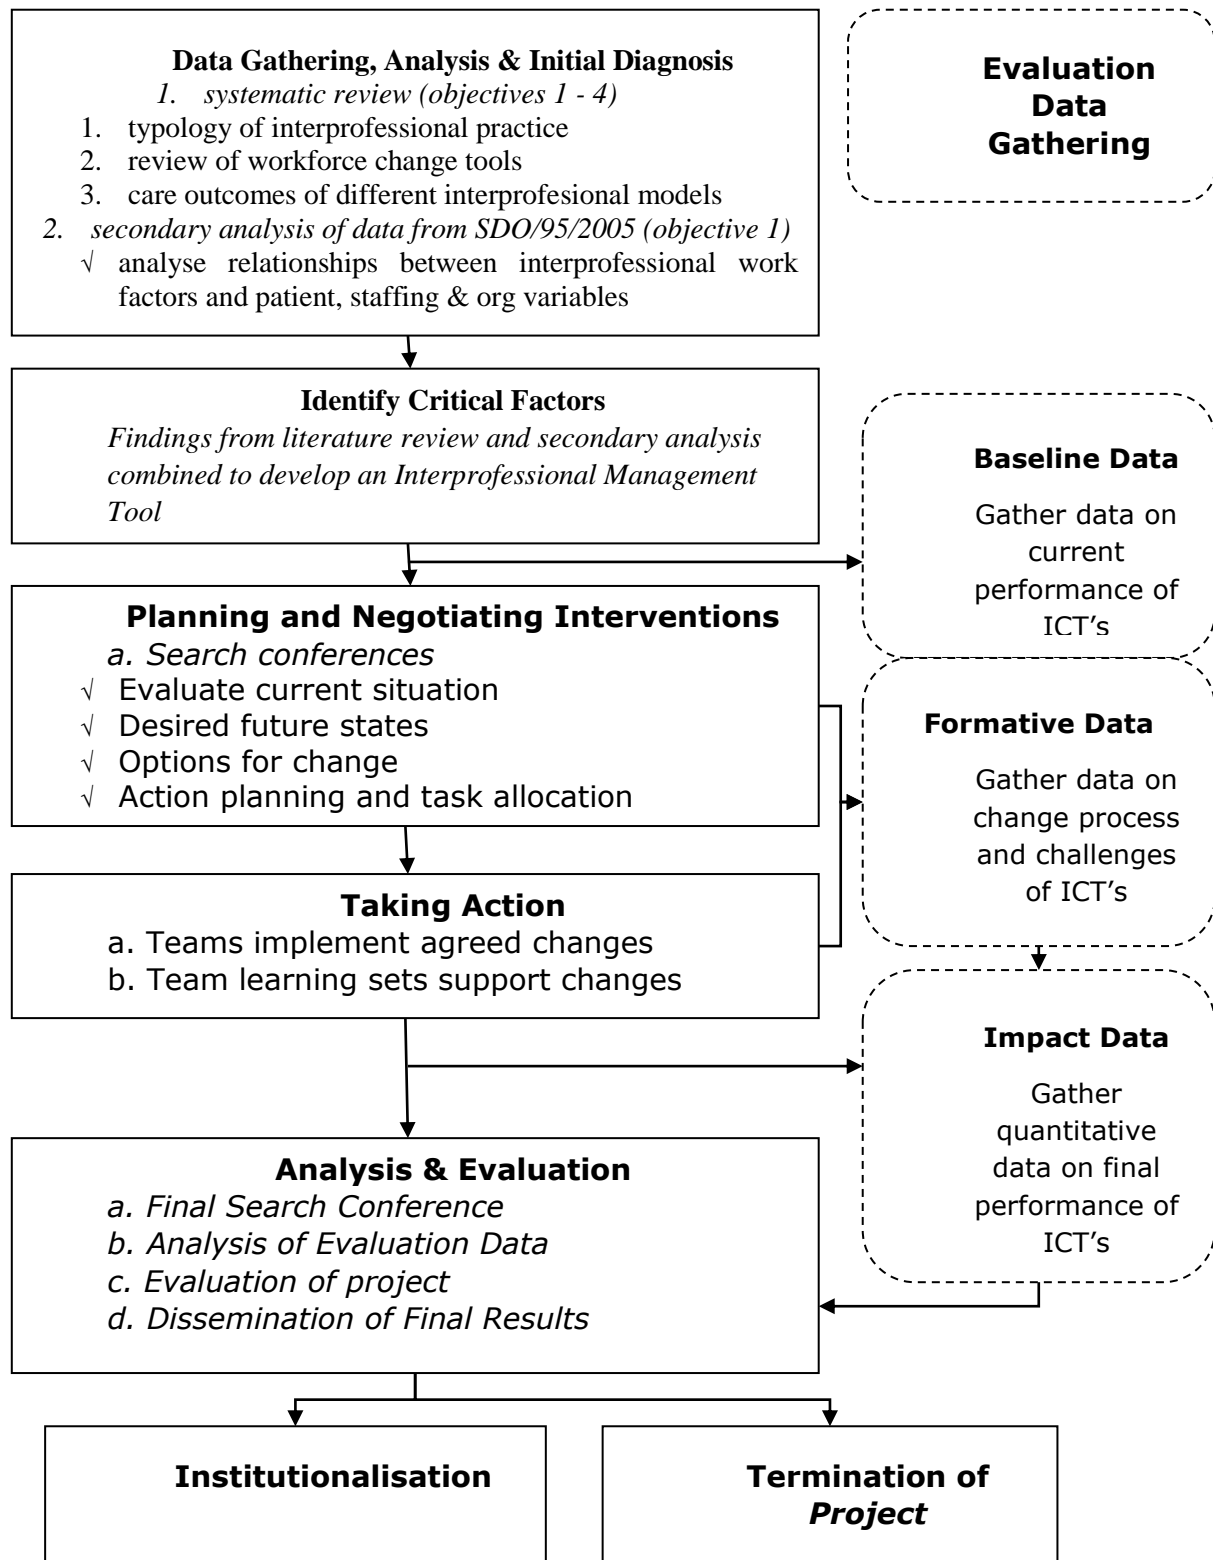 Data Gathering, Analysis & Initial Diagnosis
1. systematic review (objectives 1 - 4)
1. typology of interprofessional practice
2. review of workforce change tools
3. care outcomes of different interprofesional models
2. secondary analysis of data from SDO/95/2005 (objective 1)
√ analyse relationships between interprofessional work
factors and patient, staffing & org variables
Evaluation
Data
Gathering
Identify Critical Factors
Findings from literature review and secondary analysis
combined to develop an Interprofessional Management
Tool
Baseline Data
Gather data on
current
performance of
ICT's
Planning and Negotiating Interventions
a. Search conferences
√ Evaluate current situation
√ Desired future states
√ Options for change
√ Action planning and task allocation
Formative Data
Gather data on
change process
and challenges
of ICT's
Taking Action
a. Teams implement agreed changes
b. Team learning sets support changes
Impact Data
Gather
quantitative
data on final
performance of
ICT's
Analysis & Evaluation
a. Final Search Conference
b. Analysis of Evaluation Data
c. Evaluation of project
d. Dissemination of Final Results
Institutionalisation
Termination of
Project